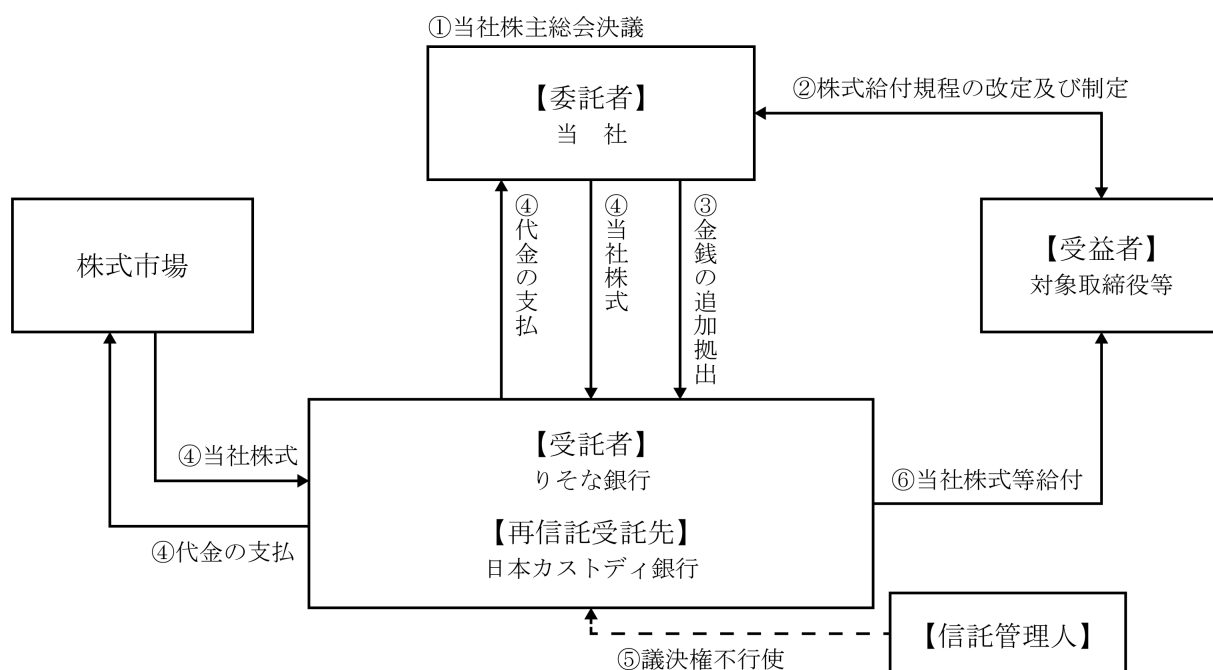 ①当社株主総会決議
【委託者】
当　社
②株式給付規程の改定及び制定
株式市場
④代金の支払
④当社株式
③金銭の追加拠出
【受益者】
対象取締役等
④当社株式
④代金の支払
【受託者】
りそな銀行
【再信託受託先】
日本カストディ銀行
⑥当社株式等給付
⑤議決権不行使
【信託管理人】